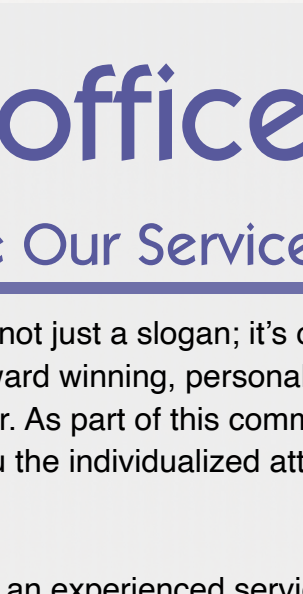 office
Our Service
not just a slogan; it's
ward winning, personal
r. As part of this comm
the individualized att
an experienced servi